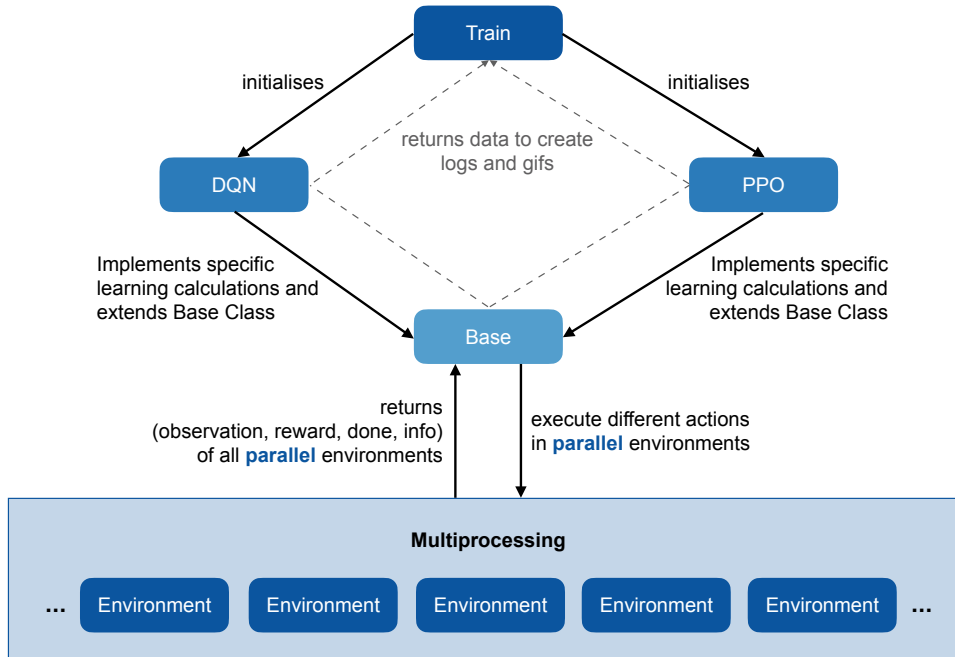 Train
initialises
initialises
returns data to create
logs and gifs
DQN
PPO
Implements specific
learning calculations and
extends Base Class
Implements specific
learning calculations and
extends Base Class
Base
returns
(observation, reward, done, info)
of all parallel environments
execute different actions
in parallel environments
Multiprocessing
... Environment Environment Environment Environment Environment ...